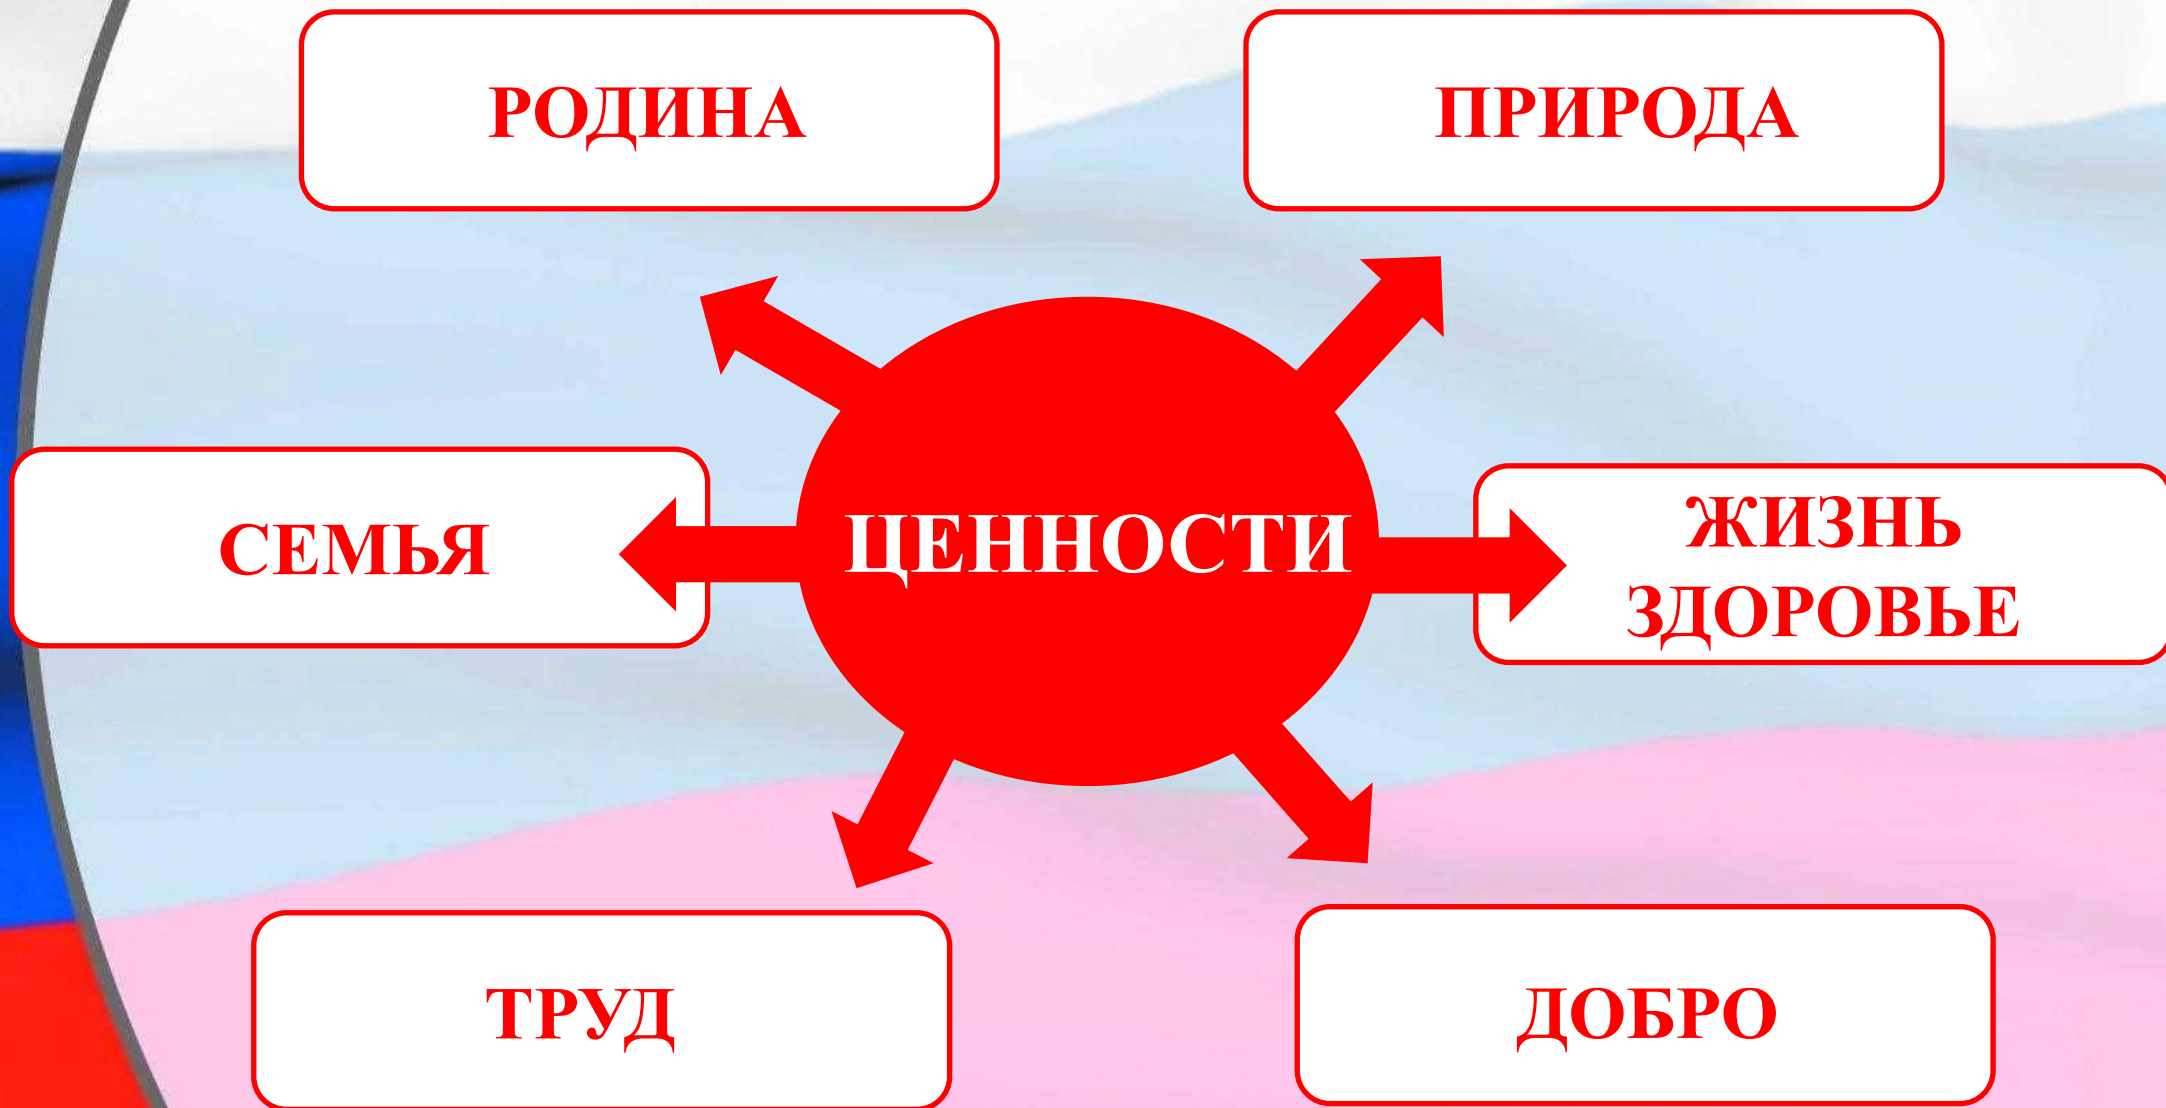 РОДИНА
ПРИРОДА
СЕМЬЯ
ЦЕННОСТИ
ЖИЗНЬ
ЗДОРОВЬЕ
ТРУД
ДОБРО